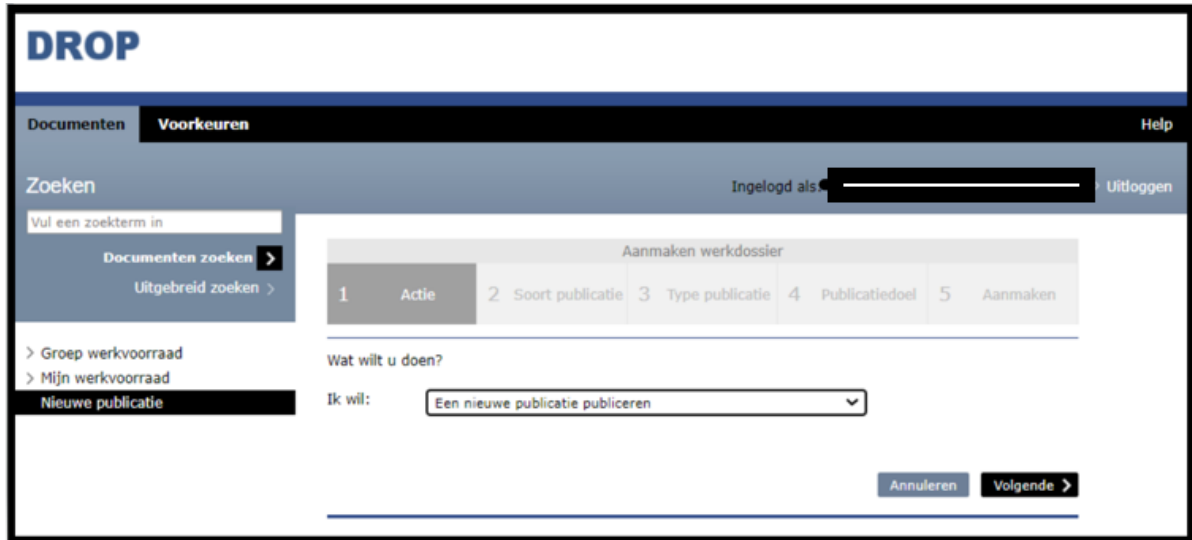 DROP
Documenten Voorkeuren Help
Zoeken
Ingelogd als: Uitloggen
Vul een zoekterm in
Documenten zoeken
Uitgebreid zoeken
Aanmaken werkdossier
1 Actie 2 Soort publicatie 3 Type publicatie 4 Publicatiedoel 5 Aanmaken
Groep werkvoorraad
Mijn werkvoorraad
Nieuwe publicatie
Wat wilt u doen?
Ik wil: Een nieuwe publicatie publiceren
Annuleren Volgende